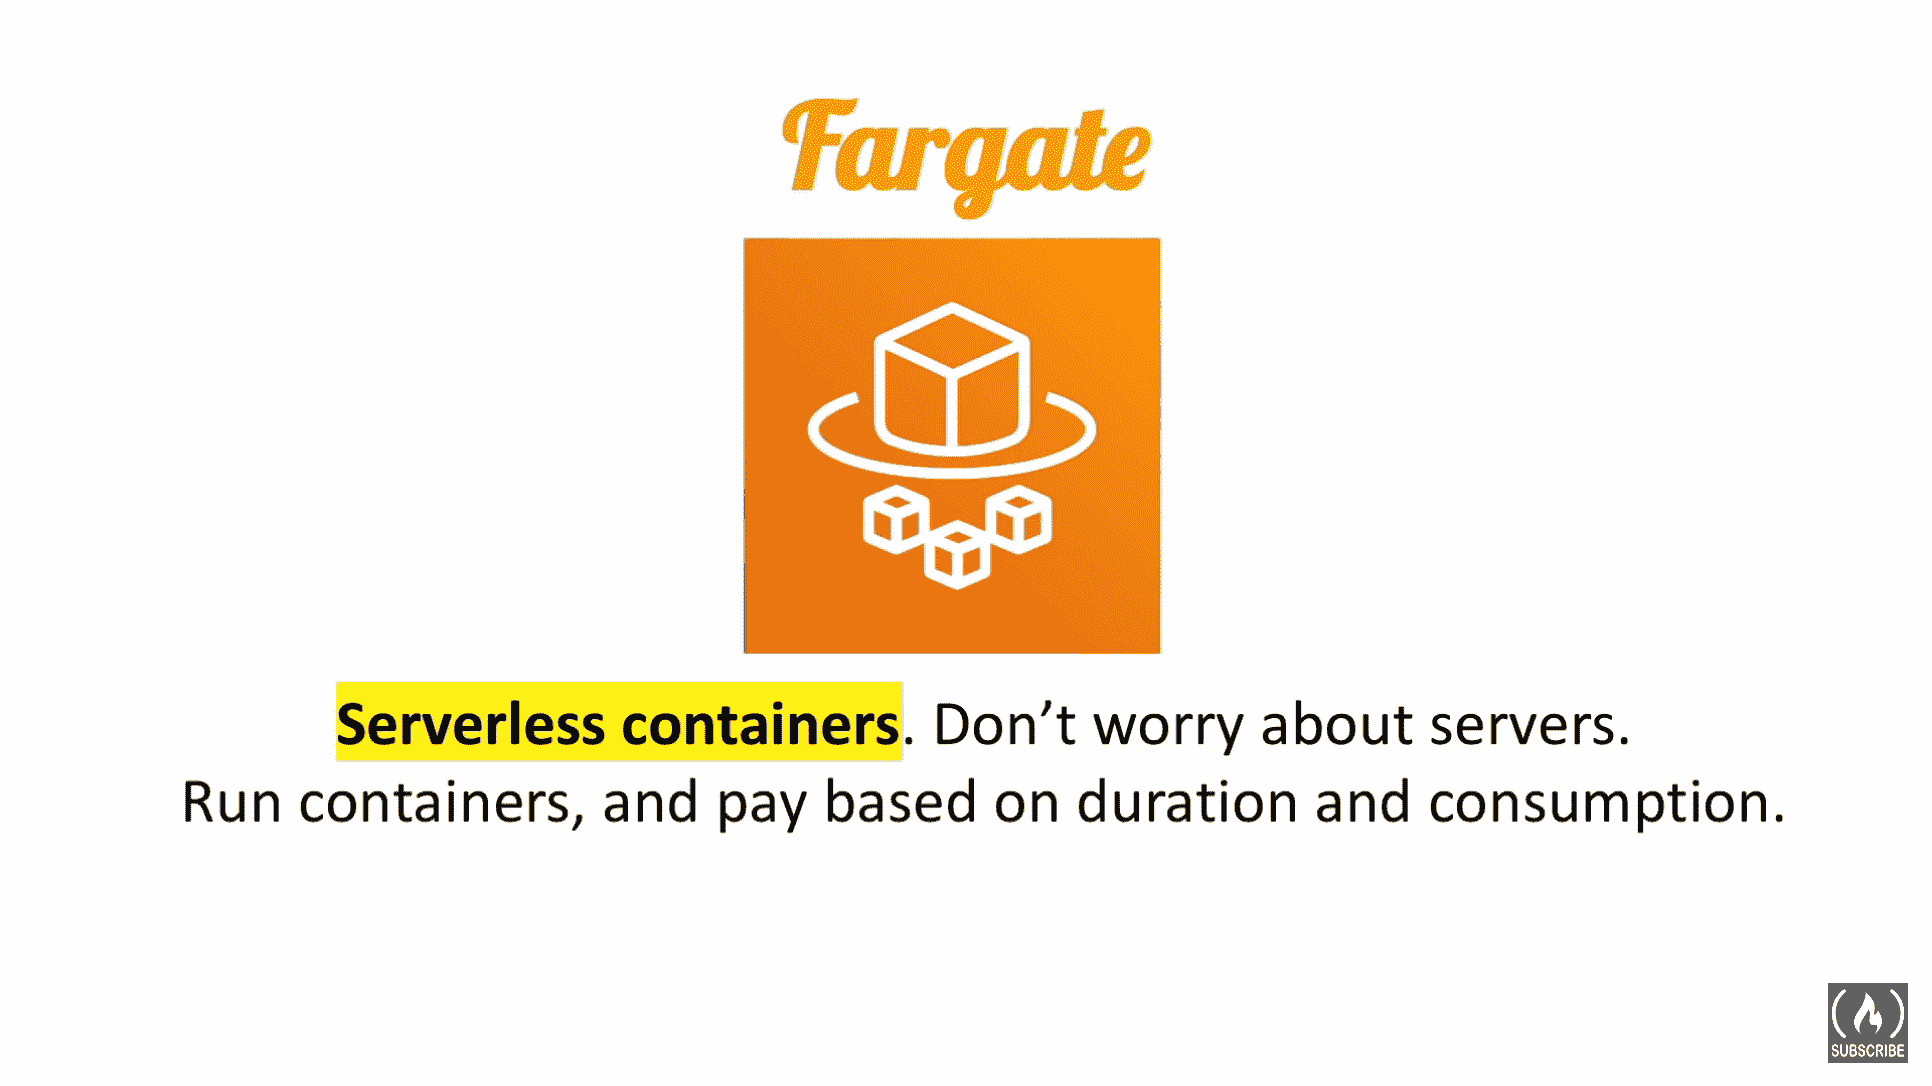 Fargate
Serverless containers. Don’t worry about servers.
Run containers, and pay based on duration and consumption.
SUBSCRIBE